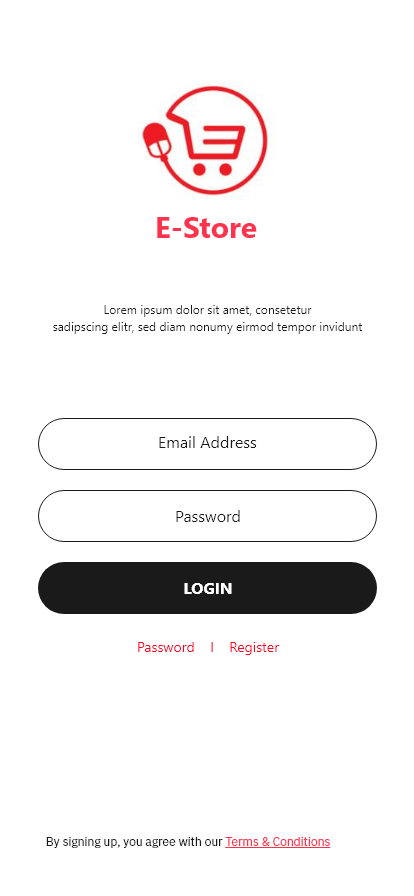 E-Store
Lorem ipsum dolor sit amet, consetetur
sadipscing elitr, sed diam nonumy eirmod tempor invidunt
Email Address
Password
LOGIN
Password | Register
By signing up, you agree with our Terms & Conditions